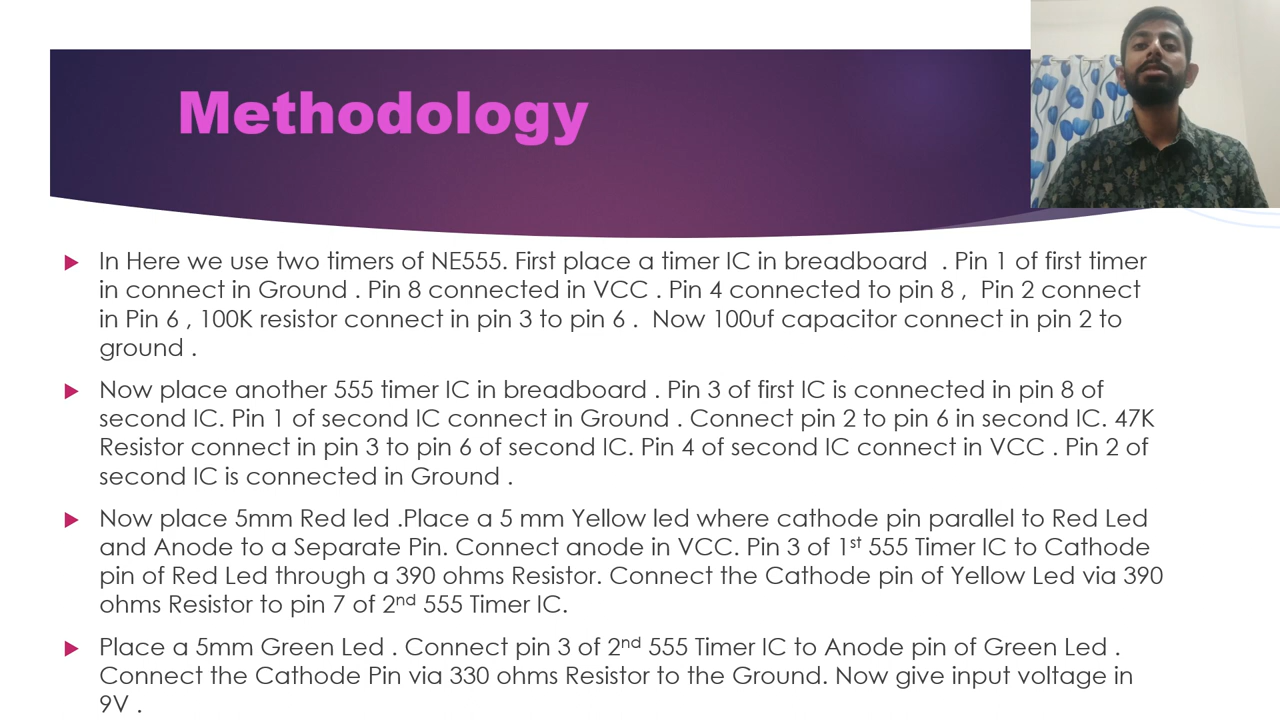 Methodology
In Here we use two timers of NE555. First place a timer IC in breadboard . Pin 1 of first timer
in connect in Ground . Pin 8 connected in VCC . Pin 4 connected to pin 8 , Pin 2 connect
in Pin 6 , 100K resistor connect in pin 3 to pin 6 . Now 100uf capacitor connect in pin 2 to
ground .
Now place another 555 timer IC in breadboard . Pin 3 of first IC is connected in pin 8 of
second IC. Pin 1 of second IC connect in Ground . Connect pin 2 to pin 6 in second IC. 47K
Resistor connect in pin 3 to pin 6 of second IC. Pin 4 of second IC connect in VCC . Pin 2 of
second IC is connected in Ground .
Now place 5mm Red led .Place a 5 mm Yellow led where cathode pin parallel to Red Led
and Anode to a Separate Pin. Connect anode in VCC. Pin 3 of 1st 555 Timer IC to Cathode
pin of Red Led through a 390 ohms Resistor. Connect the Cathode pin of Yellow Led via 390
ohms Resistor to pin 7 of 2nd 555 Timer IC.
Place a 5mm Green Led . Connect pin 3 of 2nd 555 Timer IC to Anode pin of Green Led .
Connect the Cathode Pin via 330 ohms Resistor to the Ground. Now give input voltage in
9V .